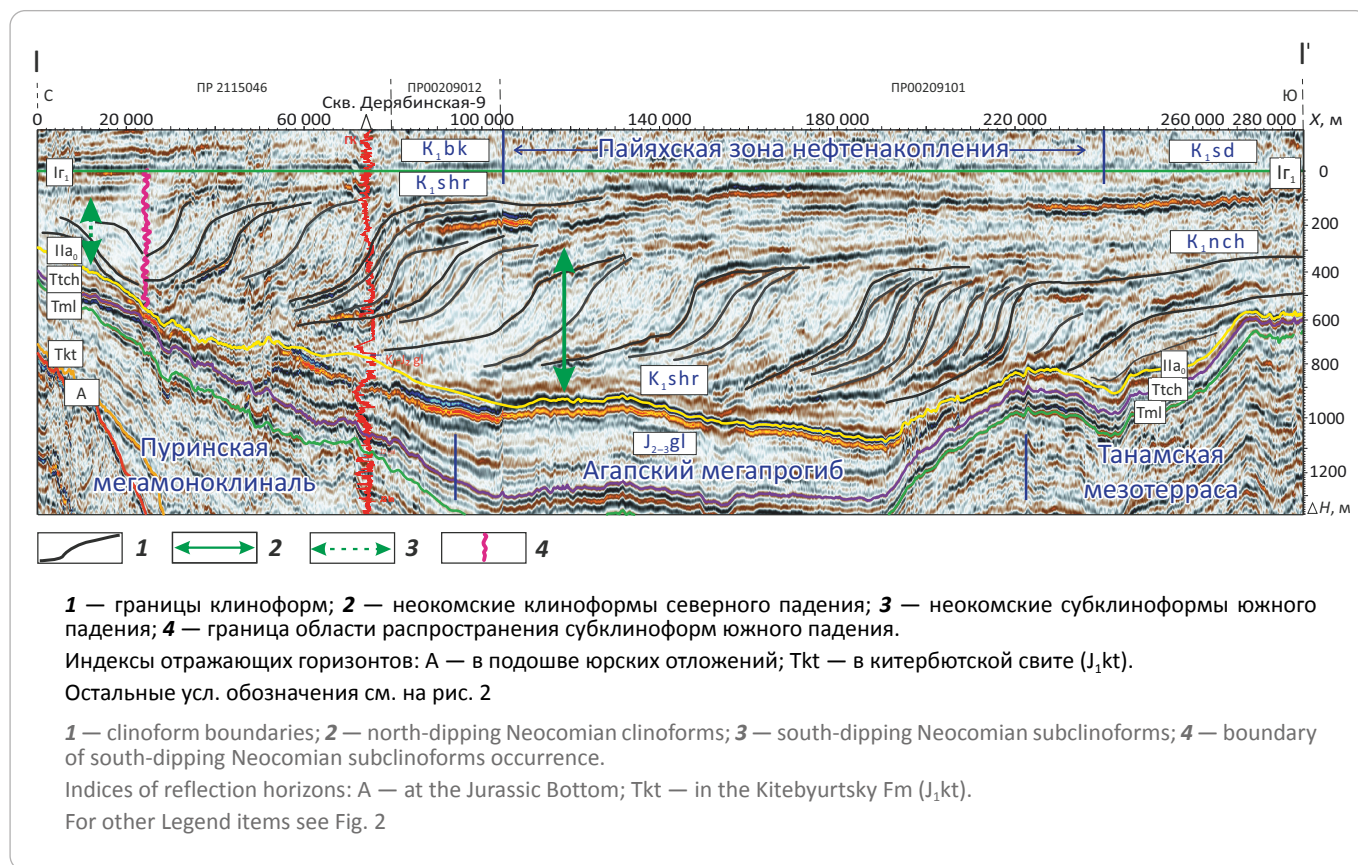 I I'
ПР 2115046 ПР00209012 ПР00209101
С Скв. Дерябинская-9 Ю
0 20 000 60 000 100 000 140 000 180 000 220 000 260 000 280 000 X, м
K₁bk Пайяхская зона нефтенакопления K₁sd
Iг₁ K₁shr Iг₁ 0
200
IIa₀ K₁nch
Ttch 400
Tml
600
Tkt
K₁shr IIa₀ 800
A Ttch
Tml
1000
J₂₋₃gl
Пуринская мегамоноклиналь
Агапский мегапрогиб
Танамская мезотерраса
1200
ΔH, м
1 2 3 4
1 — границы клиноформ; 2 — неокомские клиноформы северного падения; 3 — неокомские субклиноформы южного
падения; 4 — граница области распространения субклиноформ южного падения.
Индексы отражающих горизонтов: А — в подошве юрских отложений; Tkt — в китербютской свите (J₁kt).
Остальные усл. обозначения см. на рис. 2
1 — clinoform boundaries; 2 — north-dipping Neocomian clinoforms; 3 — south-dipping Neocomian subclinoforms; 4 — boundary
of south-dipping Neocomian subclinoforms occurrence.
Indices of reflection horizons: A — at the Jurassic Bottom; Tkt — in the Kitebyurtsky Fm (J₁kt).
For other Legend items see Fig. 2